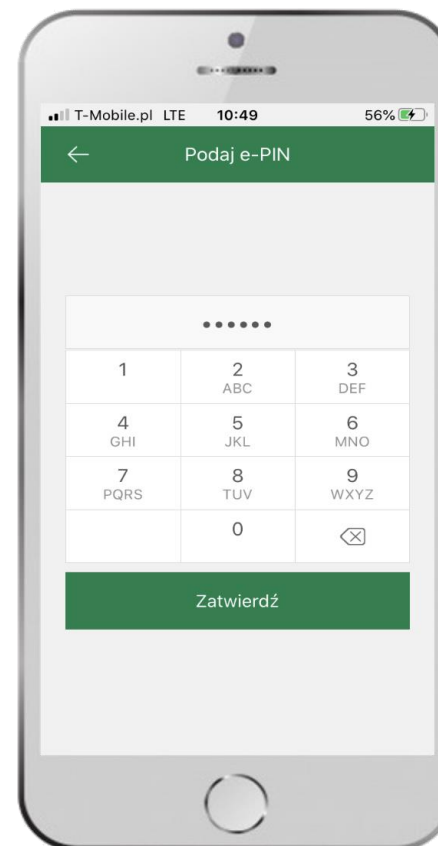 T-Mobile.pl LTE 10:49 56%
Podaj e-PIN
••••••
1 2 3
ABC DEF
4 5 6
GHI JKL MNO
7 8 9
PQRS TUV WXYZ
0
Zatwierdź